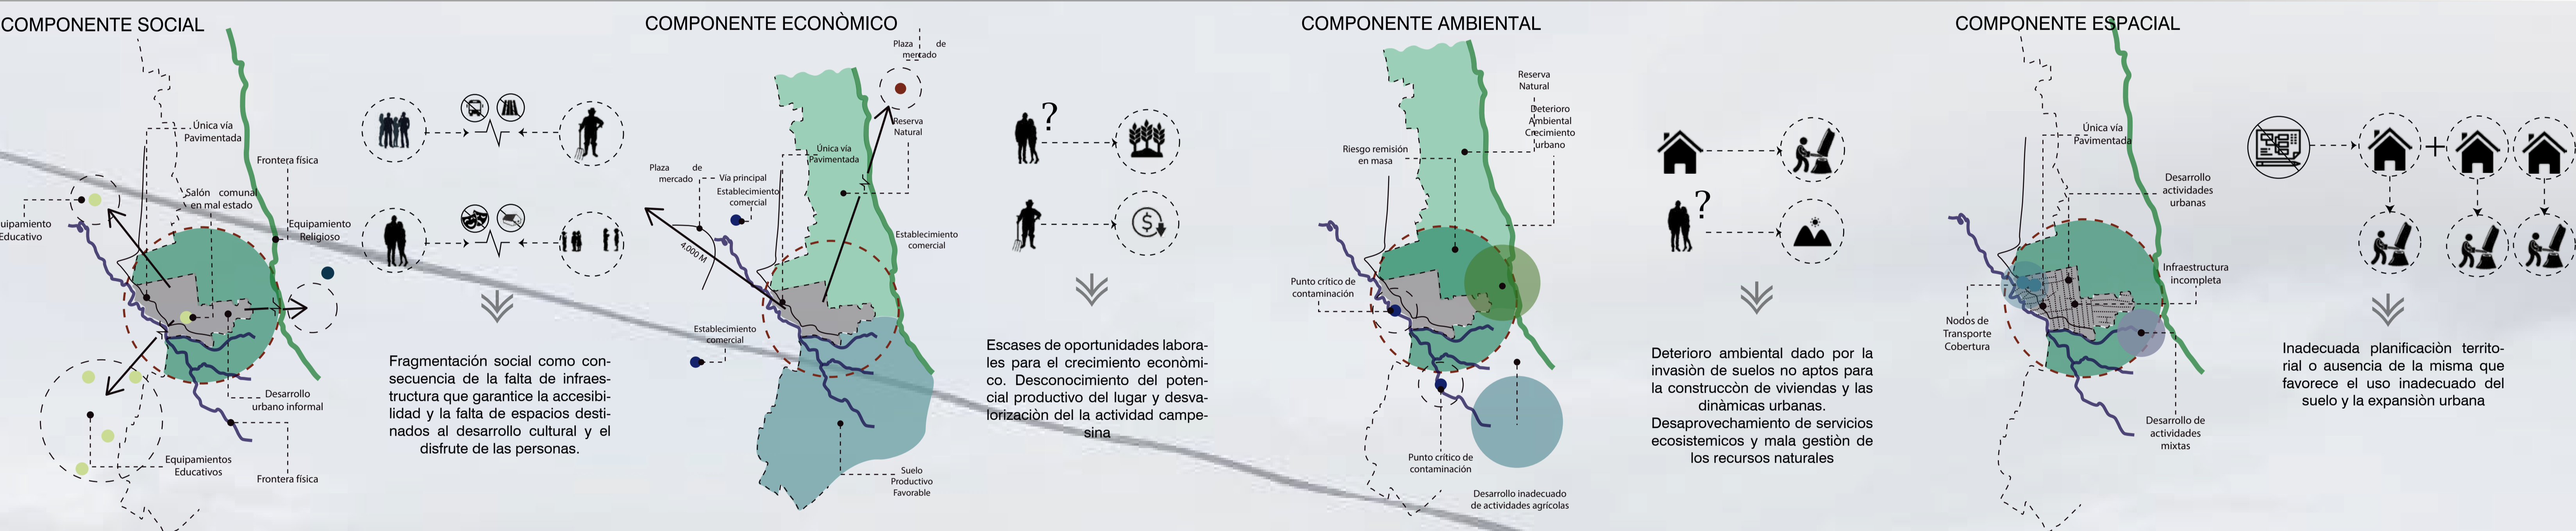 COMPONENTE SOCIAL
Única vía
Pavimentada
Frontera física
Salón comunal
en mal estado
uipamiento
Educativo
Equipamiento
Religioso
Desarrollo
urbano informal
Equipamientos
Educativos
Frontera física
Fragmentación social como con-
secuencia de la falta de infraes-
tructura que garantice la accesibi-
lidad y la falta de espacios desti-
nados al desarrollo cultural y el
disfrute de las personas.
COMPONENTE ECONÒMICO
Plaza de
mercado
Reserva
Natural
Única vía
Pavimentada
Plaza de
mercado
Vía principal
Establecimiento
comercial
4.000 M
Establecimiento
comercial
Establecimiento
comercial
Suelo
Productivo
Favorable
?
$
Escases de oportunidades labora-
les para el crecimiento econòmi-
co. Desconocimiento del poten-
cial productivo del lugar y desva-
lorizaciòn del la actividad campe-
sina
COMPONENTE AMBIENTAL
Reserva
Natural
Deterioro
Ambiental
Crecimiento
urbano
Riesgo remisión
en masa
Punto crítico de
contaminación
Punto crítico de
contaminación
Desarrollo inadecuado
de actividades agrícolas
?
Deterioro ambiental dado por la
invasiòn de suelos no aptos para
la construccòn de viviendas y las
dinàmicas urbanas.
Desaprovechamiento de servicios
ecosistemicos y mala gestiòn de
los recursos naturales
COMPONENTE ESPACIAL
Única vía
Pavimentada
Desarrollo
actividades
urbanas
Infraestructura
incompleta
Nodos de
Transporte
Cobertura
Desarrollo de
actividades
mixtas
+
Inadecuada planificaciòn territo-
rial o ausencia de la misma que
favorece el uso inadecuado del
suelo y la expansiòn urbana